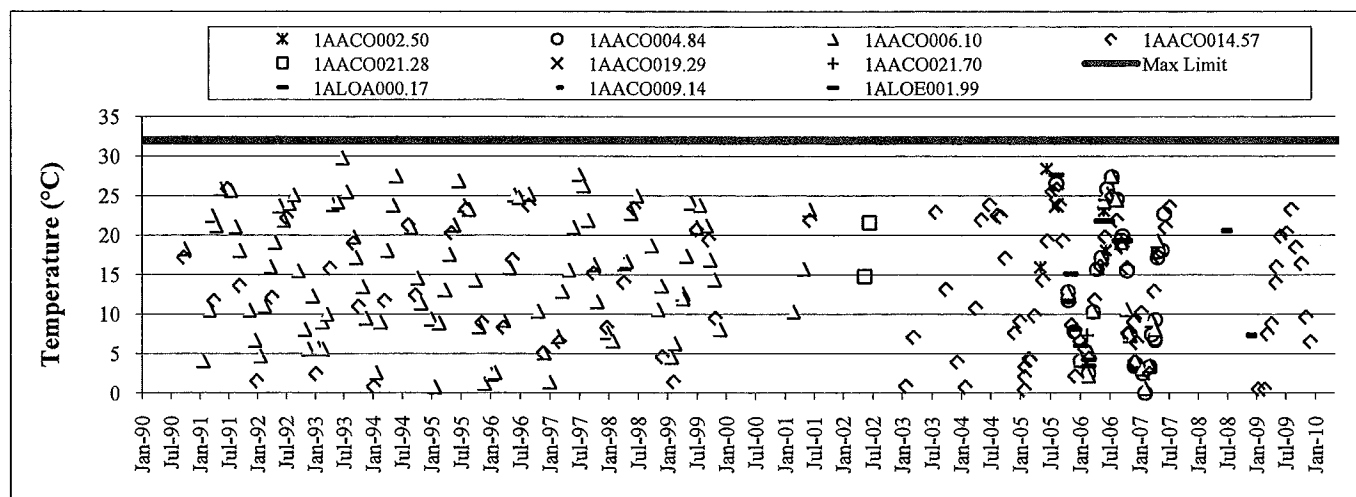 1AACO002.50 1AACO004.84 1AACO006.10 1AACO014.57
1AACO021.28 1AACO019.29 1AACO021.70 Max Limit
1ALOA000.17 1AACO009.14 1ALOE001.99
Temperature (°C)
35
30
25
20
15
10
5
0
Jan-90 Jul-90 Jan-91 Jul-91 Jan-92 Jul-92 Jan-93 Jul-93 Jan-94 Jul-94 Jan-95 Jul-95 Jan-96 Jul-96 Jan-97 Jul-97 Jan-98 Jul-98 Jan-99 Jul-99 Jan-00 Jul-00 Jan-01 Jul-01 Jan-02 Jul-02 Jan-03 Jul-03 Jan-04 Jul-04 Jan-05 Jul-05 Jan-06 Jul-06 Jan-07 Jul-07 Jan-08 Jul-08 Jan-09 Jul-09 Jan-10